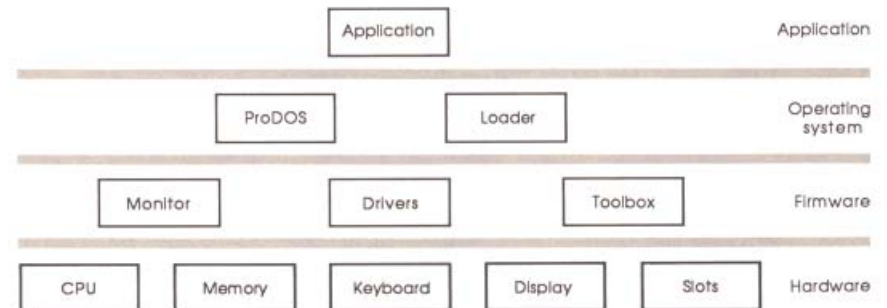 Application Application
ProDOS Loader Operating
system
Monitor Drivers Toolbox Firmware
CPU Memory Keyboard Display Slots Hardware